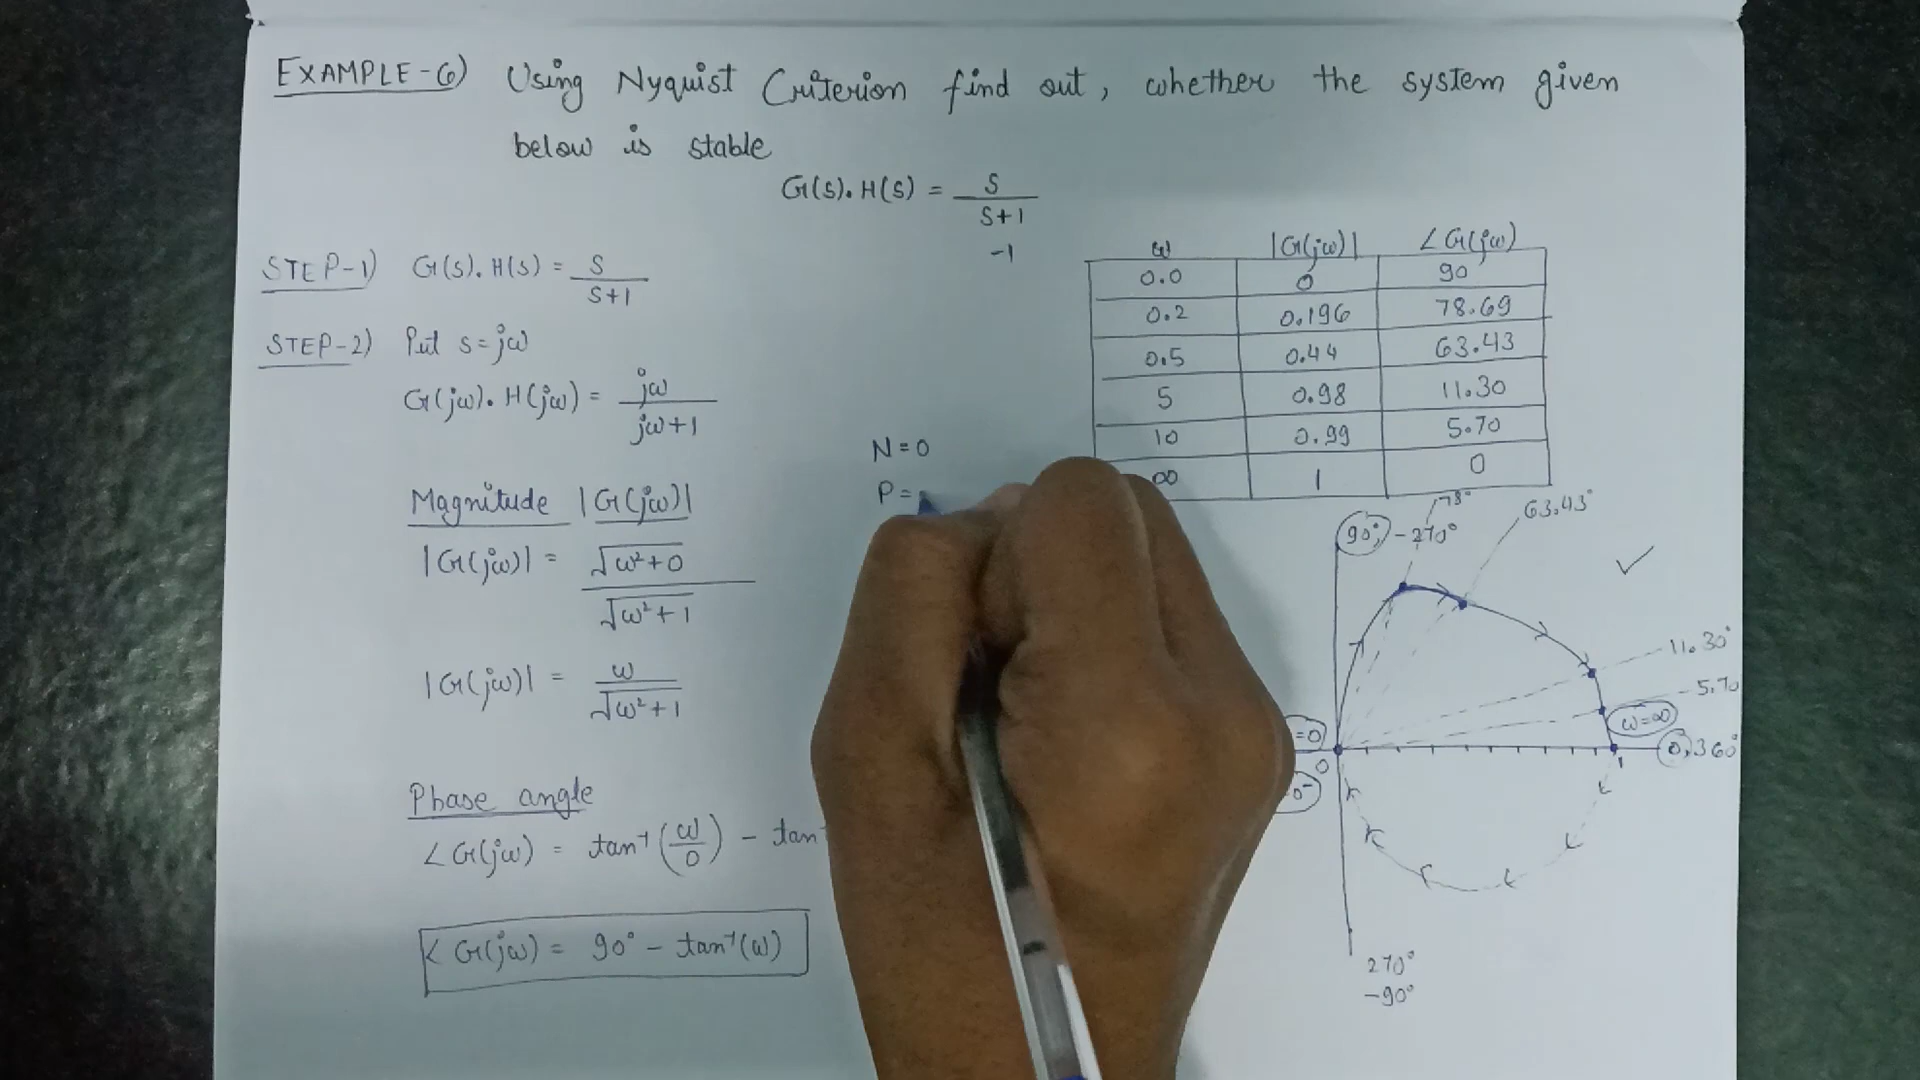 EXAMPLE-6) Using Nyquist Criterion find out, whether the system given
below is stable
G(s).H(s) = s
s+1
-1
STEP-1) G(s).H(s) = s
s+1
STEP-2) Put s=jω
G(jω).H(jω) = jω
jω+1
Magnitude |G(jω)|
|G(jω)| = √ω²+0
√ω²+1
|G(jω)| = ω
√ω²+1
Phase angle
∠G(jω) = tan⁻¹(ω/0) - tan
∠G(jω) = 90° - tan⁻¹(ω)
N=0
P=
ω |G(jω)| ∠G(jω)
0.0 0 90
0.2 0.196 78.69
0.5 0.44 63.43
5 0.98 11.30
10 0.99 5.70
∞ 1 0
78°
63.43°
90°, -270°
11.30°
5.70
ω=∞
=0
0, 360°
0
1
270°
-90°